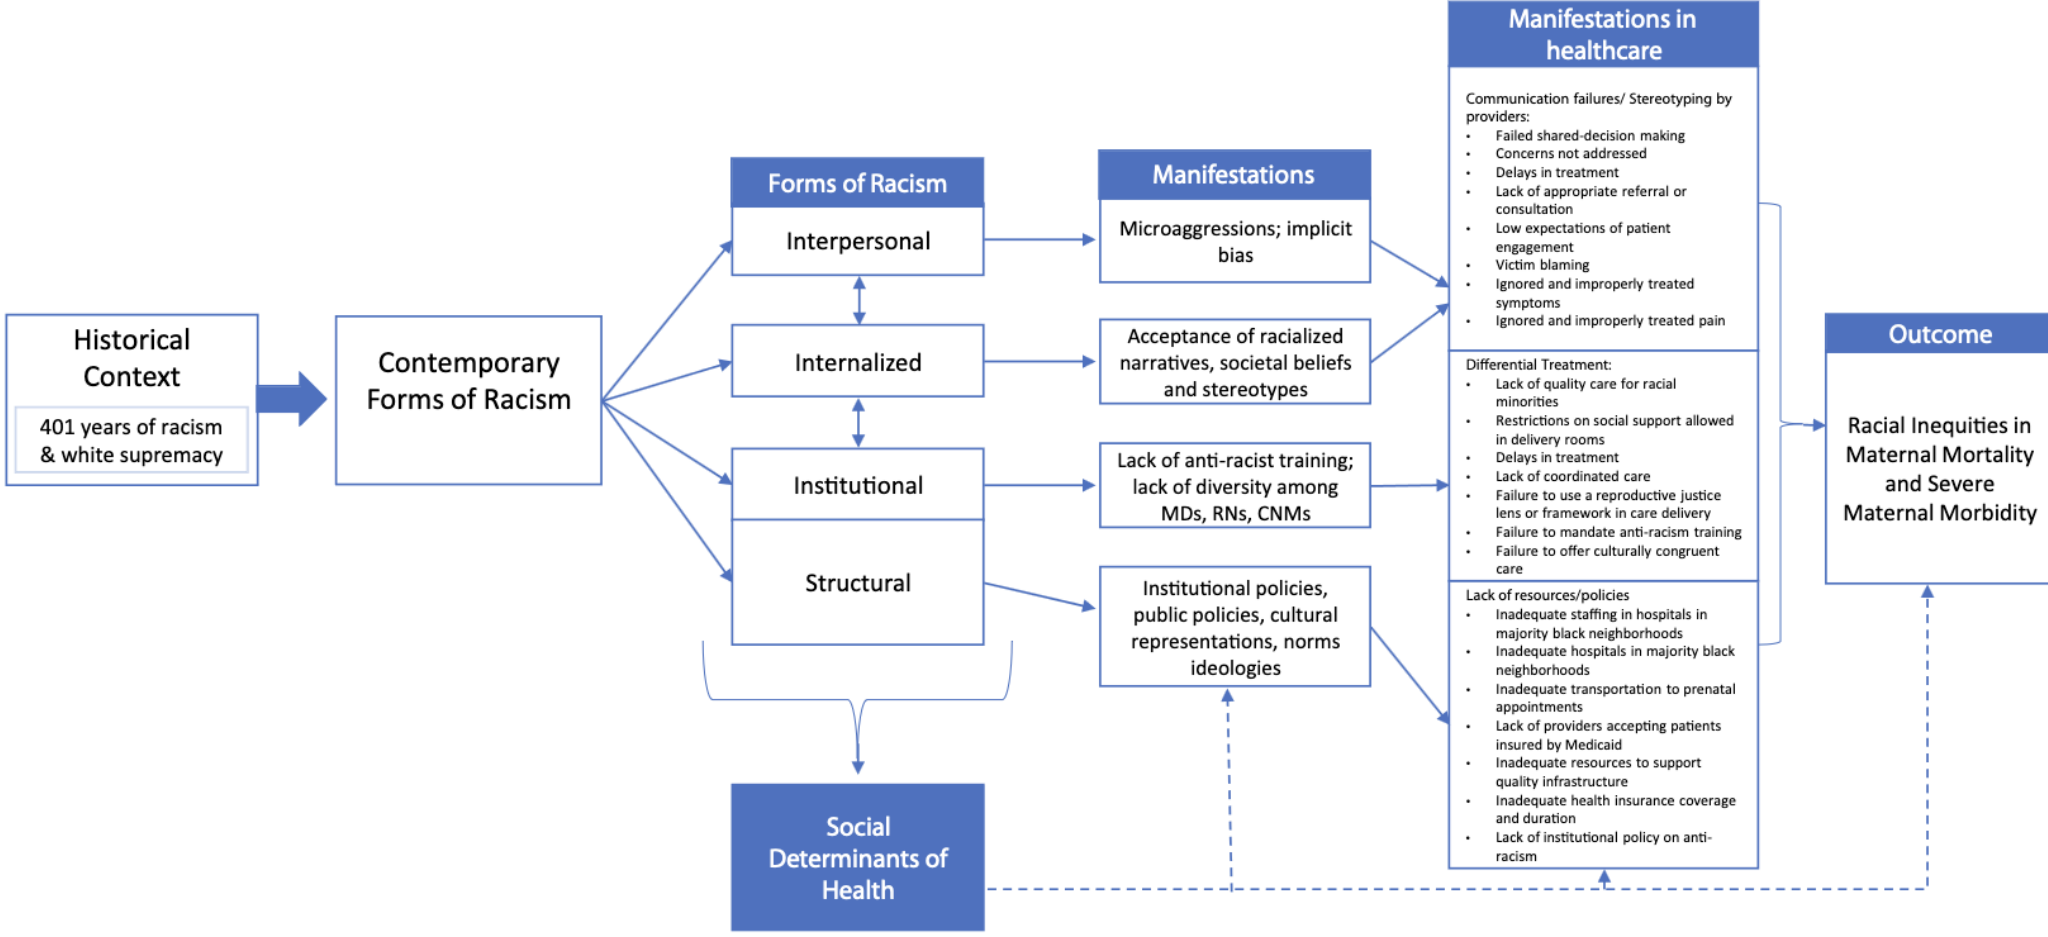 Historical
Context
401 years of racism
& white supremacy
Contemporary
Forms of Racism
Forms of Racism
Interpersonal
Internalized
Institutional
Structural
Social
Determinants of
Health
Manifestations
Microaggressions; implicit
bias
Acceptance of racialized
narratives, societal beliefs
and stereotypes
Lack of anti-racist training;
lack of diversity among
MDs, RNs, CNMs
Institutional policies,
public policies, cultural
representations, norms
ideologies
Manifestations in
healthcare
Communication failures/ Stereotyping by
providers:
• Failed shared-decision making
• Concerns not addressed
• Delays in treatment
• Lack of appropriate referral or
consultation
• Low expectations of patient
engagement
• Victim blaming
• Ignored and improperly treated
symptoms
• Ignored and improperly treated pain
Differential Treatment:
• Lack of quality care for racial
minorities
• Restrictions on social support allowed
in delivery rooms
• Delays in treatment
• Lack of coordinated care
• Failure to use a reproductive justice
lens or framework in care delivery
• Failure to mandate anti-racism training
• Failure to offer culturally congruent
care
Lack of resources/policies
• Inadequate staffing in hospitals in
majority black neighborhoods
• Inadequate hospitals in majority black
neighborhoods
• Inadequate transportation to prenatal
appointments
• Lack of providers accepting patients
insured by Medicaid
• Inadequate resources to support
quality infrastructure
• Inadequate health insurance coverage
and duration
• Lack of institutional policy on anti-
racism
Outcome
Racial Inequities in
Maternal Mortality
and Severe
Maternal Morbidity